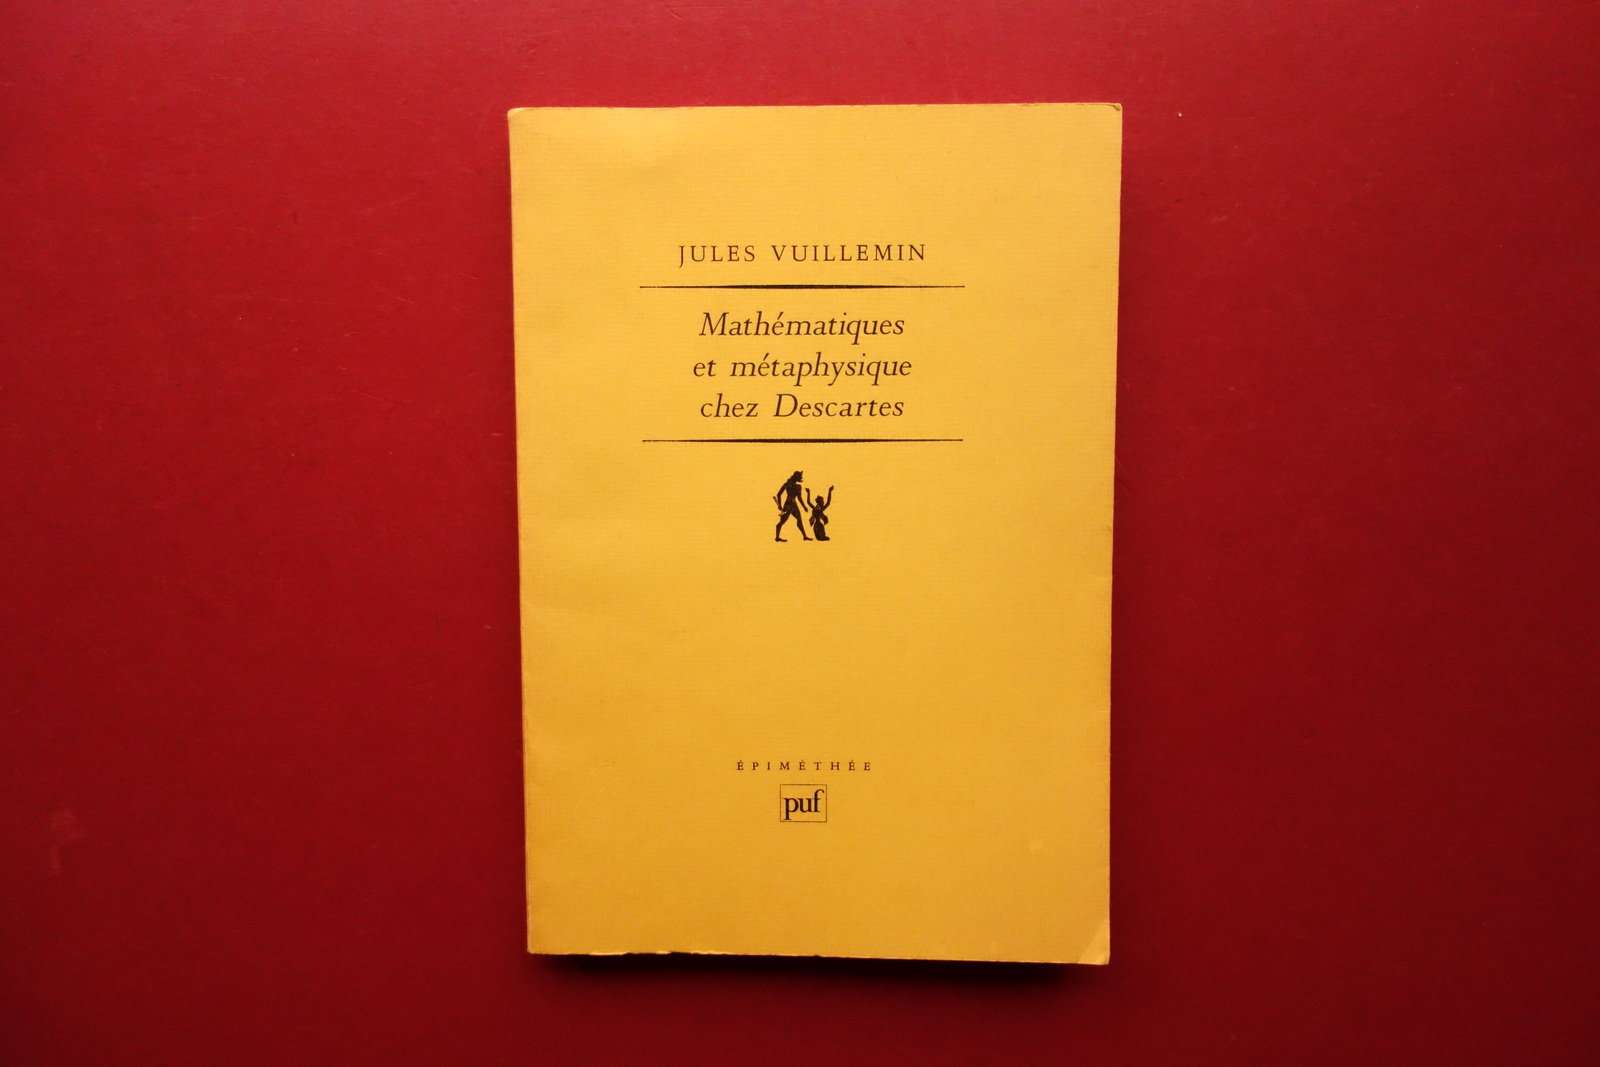 JULES VUILLEMIN
Mathématiques
et métaphysique
chez Descartes
ÉPIMÉTHÉE
puf